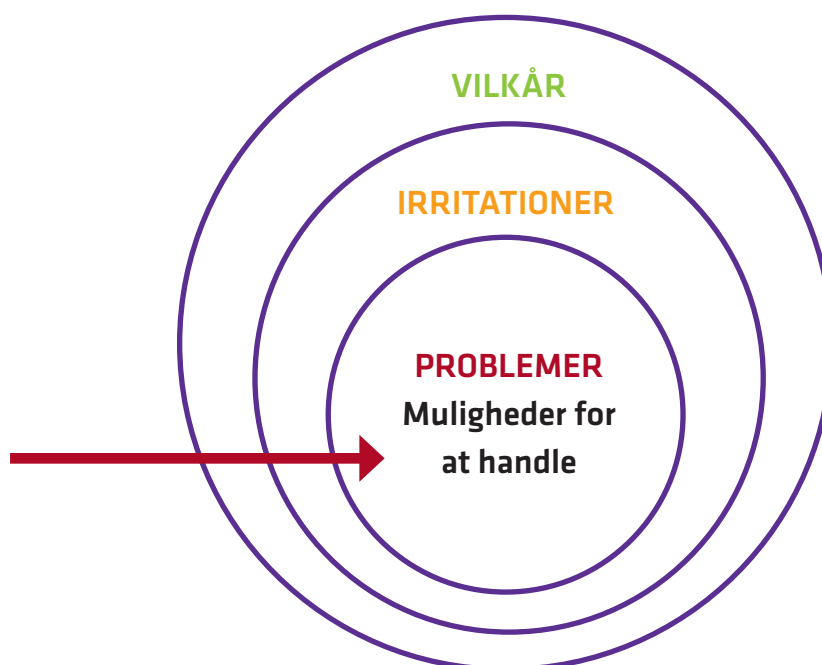 VILKÅR
IRRITATIONER
PROBLEMER
Muligheder for
at handle